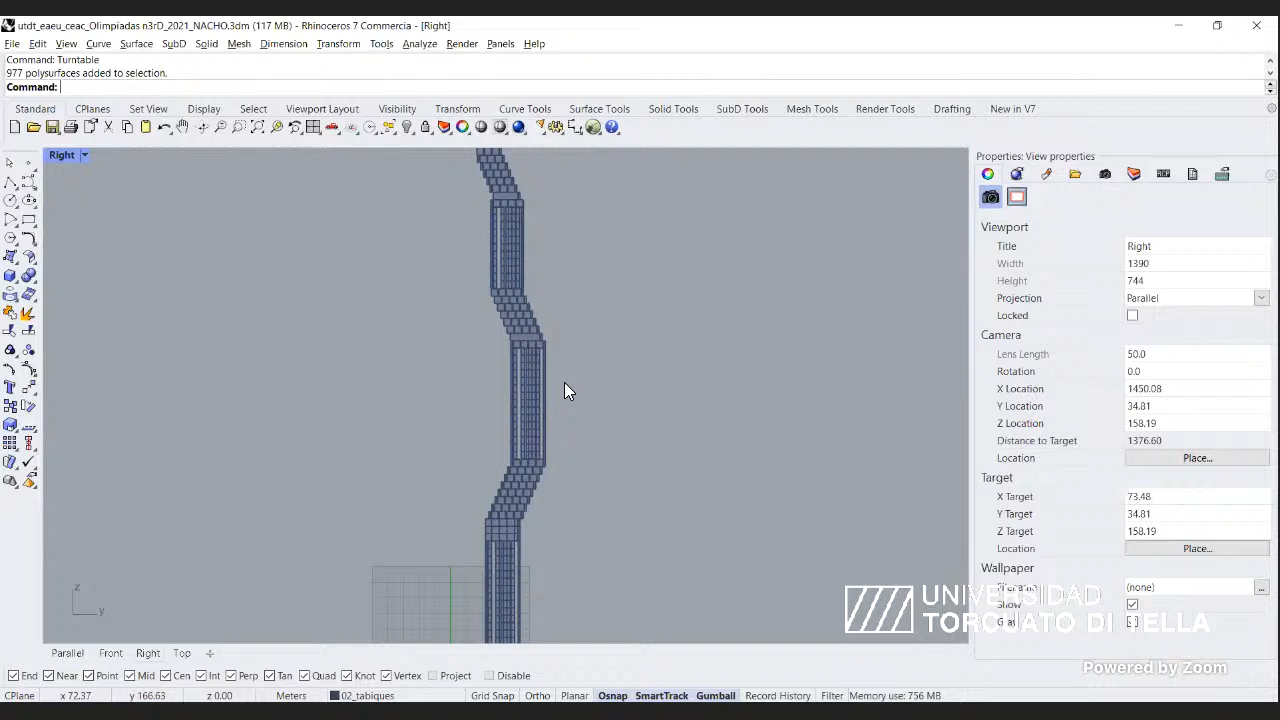 utdt_eaeu_ceac_Olimpíadas n3rD_2021_NACHO.3dm (117 MB) - Rhinoceros 7 Commercia - [Right]
File Edit View Curve Surface SubD Solid Mesh Dimension Transform Tools Analyze Render Panels Help
Command: Turntable
977 polysurfaces added to selection.
Command:
Standard CPlanes Set View Display Select Viewport Layout Visibility Transform Curve Tools Surface Tools Solid Tools SubD Tools Mesh Tools Render Tools Drafting New in V7
Right
Properties: View properties
Viewport
Title Right
Width 1390
Height 744
Projection Parallel
Locked
Camera
Lens Length 50.0
Rotation 0.0
X Location 1450.08
Y Location 34.81
Z Location 158.19
Distance to Target 1376.60
Location Place...
Target
X Target 73.48
Y Target 34.81
Z Target 158.19
Location Place...
Wallpaper
(none) ...
Show
UNIVERSIDAD
TORCUATO DI TELLA
Powered by Zoom
z
y
Parallel Front Right Top
End Near Point Mid Cen Int Perp Tan Quad Knot Vertex Project Disable
CPlane x 72.37 y 166.63 z 0.00 Meters 02_tabiques Grid Snap Ortho Planar Osnap SmartTrack Gumball Record History Filter Memory use: 756 MB